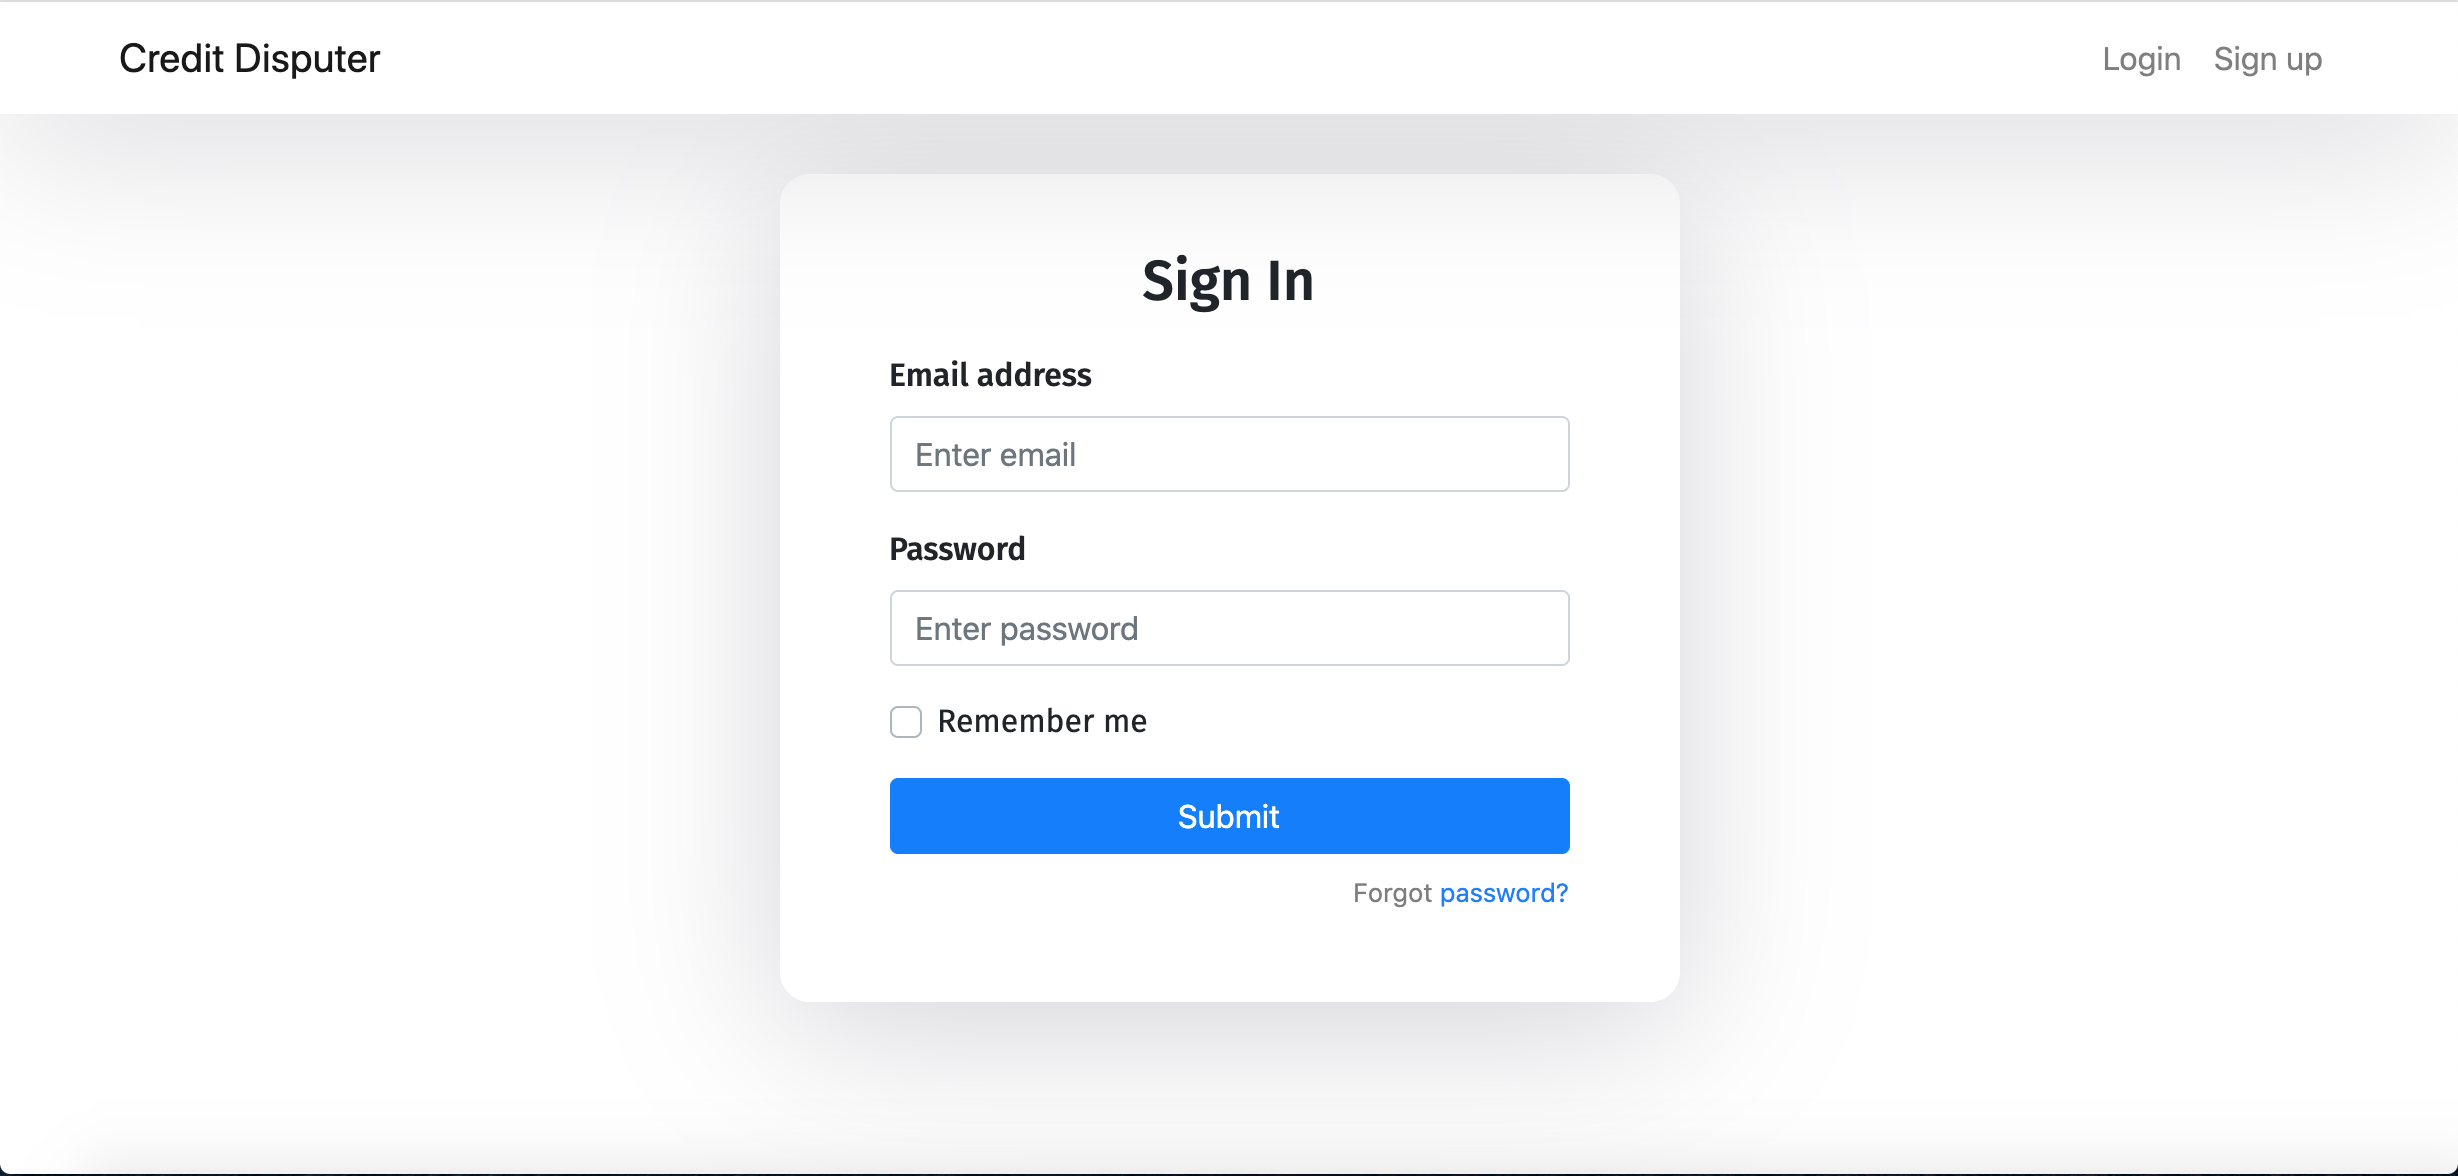 Credit Disputer
Login Sign up
Sign In
Email address
Enter email
Password
Enter password
Remember me
Submit
Forgot password?